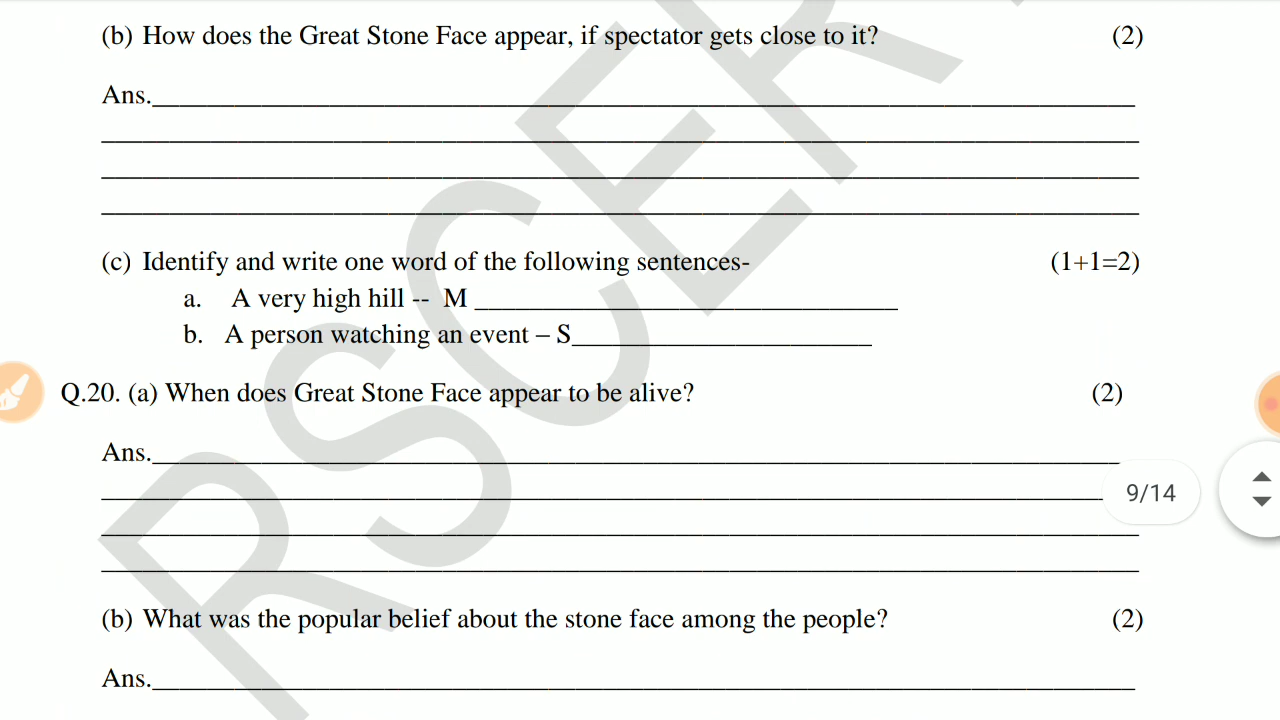 (b) How does the Great Stone Face appear, if spectator gets close to it? (2)
Ans.
(c) Identify and write one word of the following sentences- (1+1=2)
a. A very high hill -- M
b. A person watching an event – S
Q.20. (a) When does Great Stone Face appear to be alive? (2)
Ans.
9/14
(b) What was the popular belief about the stone face among the people? (2)
Ans.
RSCER